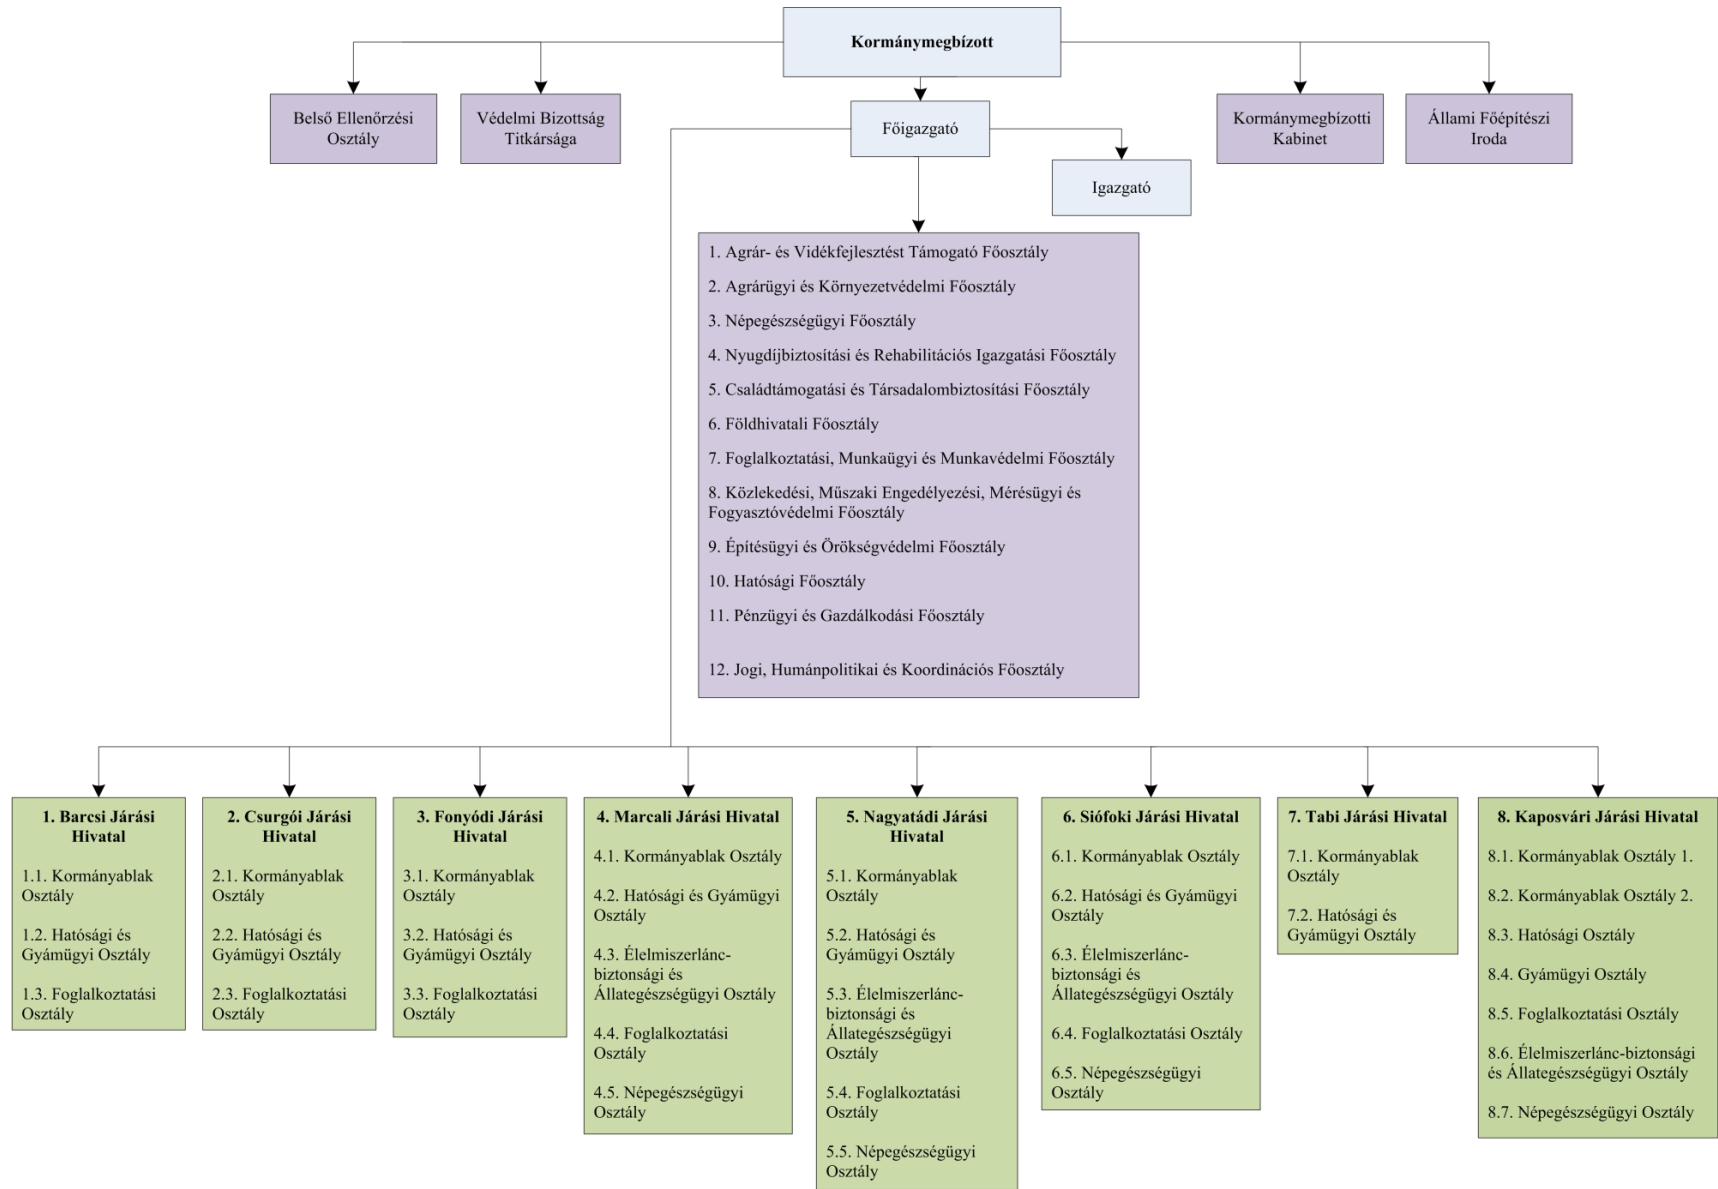 Kormánymegbízott
Belső Ellenőrzési
Osztály
Védelmi Bizottság
Titkársága
Főigazgató
Kormánymegbízotti
Kabinet
Állami Főépítészi
Iroda
Igazgató
1. Agrár- és Vidékfejlesztést Támogató Főosztály
2. Agrárügyi és Környezetvédelmi Főosztály
3. Népegészségügyi Főosztály
4. Nyugdíjbiztosítási és Rehabilitációs Igazgatási Főosztály
5. Családtámogatási és Társadalombiztosítási Főosztály
6. Földhivatali Főosztály
7. Foglalkoztatási, Munkaügyi és Munkavédelmi Főosztály
8. Közlekedési, Műszaki Engedélyezési, Mérésügyi és
Fogyasztóvédelmi Főosztály
9. Építésügyi és Örökségvédelmi Főosztály
10. Hatósági Főosztály
11. Pénzügyi és Gazdálkodási Főosztály
12. Jogi, Humánpolitikai és Koordinációs Főosztály
1. Barcsi Járási
Hivatal
1.1. Kormányablak
Osztály
1.2. Hatósági és
Gyámügyi Osztály
1.3. Foglalkoztatási
Osztály
2. Csurgói Járási
Hivatal
2.1. Kormányablak
Osztály
2.2. Hatósági és
Gyámügyi Osztály
2.3. Foglalkoztatási
Osztály
3. Fonyódi Járási
Hivatal
3.1. Kormányablak
Osztály
3.2. Hatósági és
Gyámügyi Osztály
3.3. Foglalkoztatási
Osztály
4. Marcali Járási Hivatal
4.1. Kormányablak Osztály
4.2. Hatósági és Gyámügyi
Osztály
4.3. Élelmiszerlánc-
biztonsági és
Állategészségügyi Osztály
4.4. Foglalkoztatási
Osztály
4.5. Népegészségügyi
Osztály
5. Nagyatádi Járási
Hivatal
5.1. Kormányablak
Osztály
5.2. Hatósági és
Gyámügyi Osztály
5.3. Élelmiszerlánc-
biztonsági és
Állategészségügyi
Osztály
5.4. Foglalkoztatási
Osztály
5.5. Népegészségügyi
Osztály
6. Siófoki Járási Hivatal
6.1. Kormányablak Osztály
6.2. Hatósági és Gyámügyi
Osztály
6.3. Élelmiszerlánc-
biztonsági és
Állategészségügyi Osztály
6.4. Foglalkoztatási Osztály
6.5. Népegészségügyi
Osztály
7. Tabi Járási Hivatal
7.1. Kormányablak
Osztály
7.2. Hatósági és
Gyámügyi Osztály
8. Kaposvári Járási Hivatal
8.1. Kormányablak Osztály 1.
8.2. Kormányablak Osztály 2.
8.3. Hatósági Osztály
8.4. Gyámügyi Osztály
8.5. Foglalkoztatási Osztály
8.6. Élelmiszerlánc-biztonsági
és Állategészségügyi Osztály
8.7. Népegészségügyi Osztály